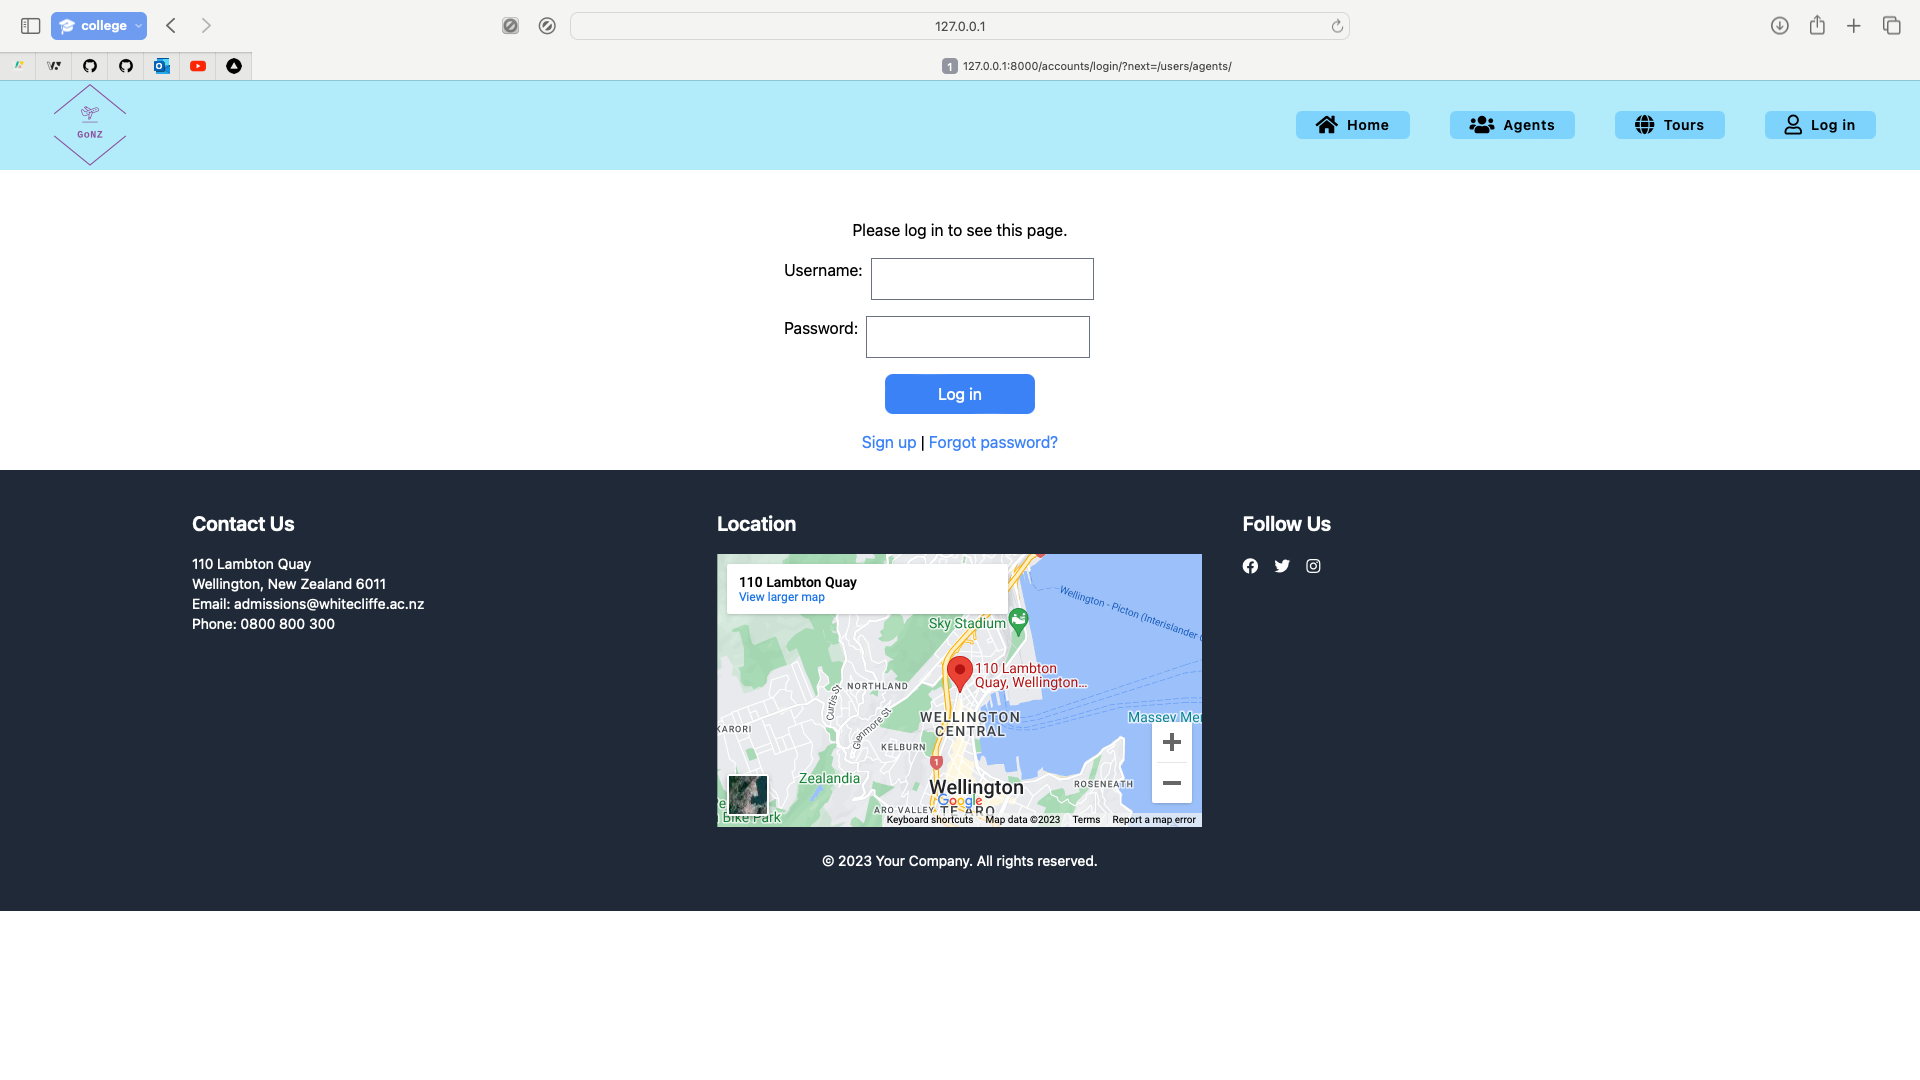 college
127.0.0.1
1 127.0.0.1:8000/accounts/login/?next=/users/agents/
GoNZ
Home
Agents
Tours
Log in
Please log in to see this page.
Username:
Password:
Log in
Sign up | Forgot password?
Contact Us
110 Lambton Quay
Wellington, New Zealand 6011
Email: admissions@whitecliffe.ac.nz
Phone: 0800 800 300
Location
110 Lambton Quay
View larger map
Wellington - Picton (Interislander
Sky Stadium
110 Lambton
Quay, Wellington...
NORTHLAND
Curtis St
Glenmore St
WELLINGTON
CENTRAL
Massey Me
KARORI
KELBURN
1
Zealandia
Wellington
ROSENEATH
Google
ARO VALLEY
TE ARO
Bike Park
Keyboard shortcuts
Map data ©2023
Terms
Report a map error
Follow Us
© 2023 Your Company. All rights reserved.